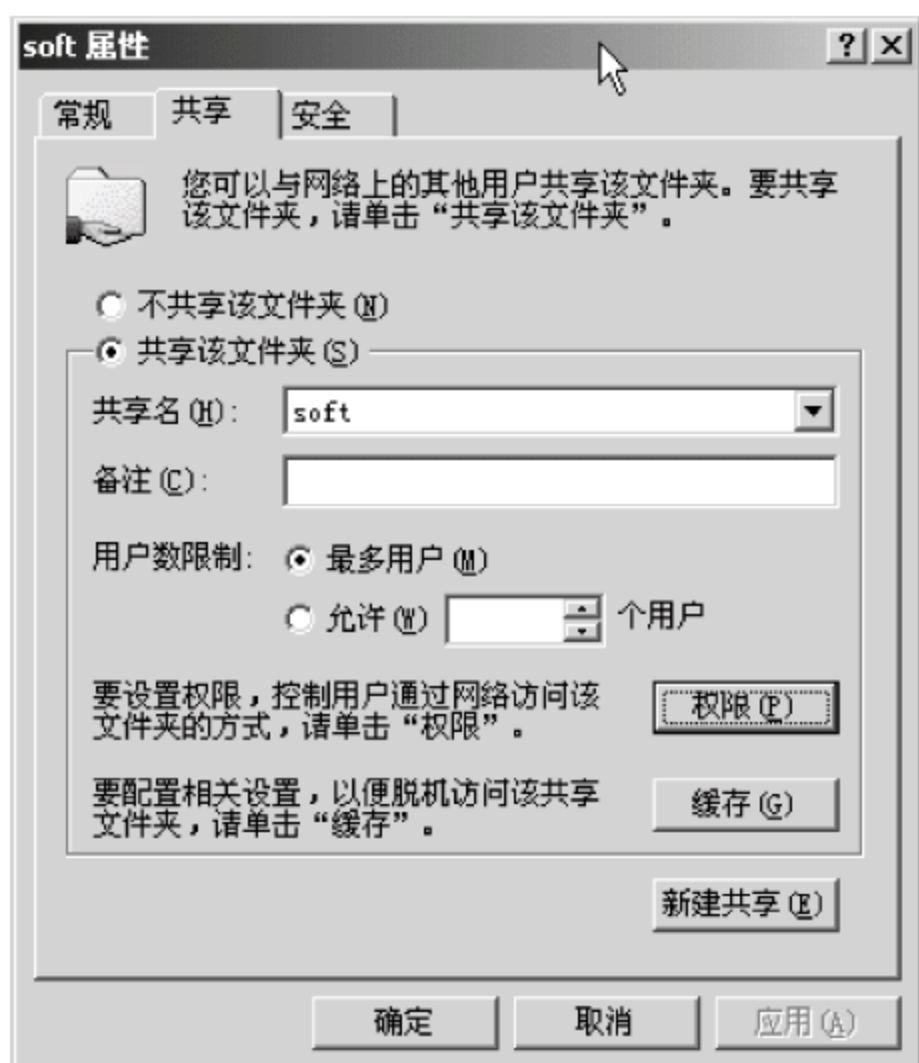 soft 属性
常规 共享 安全
您可以与网络上的其他用户共享该文件夹。要共享
该文件夹，请单击“共享该文件夹”。
不共享该文件夹(N)
共享该文件夹(S)
共享名(H)： soft
备注(C)：
用户数限制： 最多用户(M)
允许(W) 个用户
要设置权限，控制用户通过网络访问该
文件夹的方式，请单击“权限”。
权限(P)
要配置相关设置，以便脱机访问该共享
文件夹，请单击“缓存”。
缓存(G)
新建共享(E)
确定 取消 应用(A)